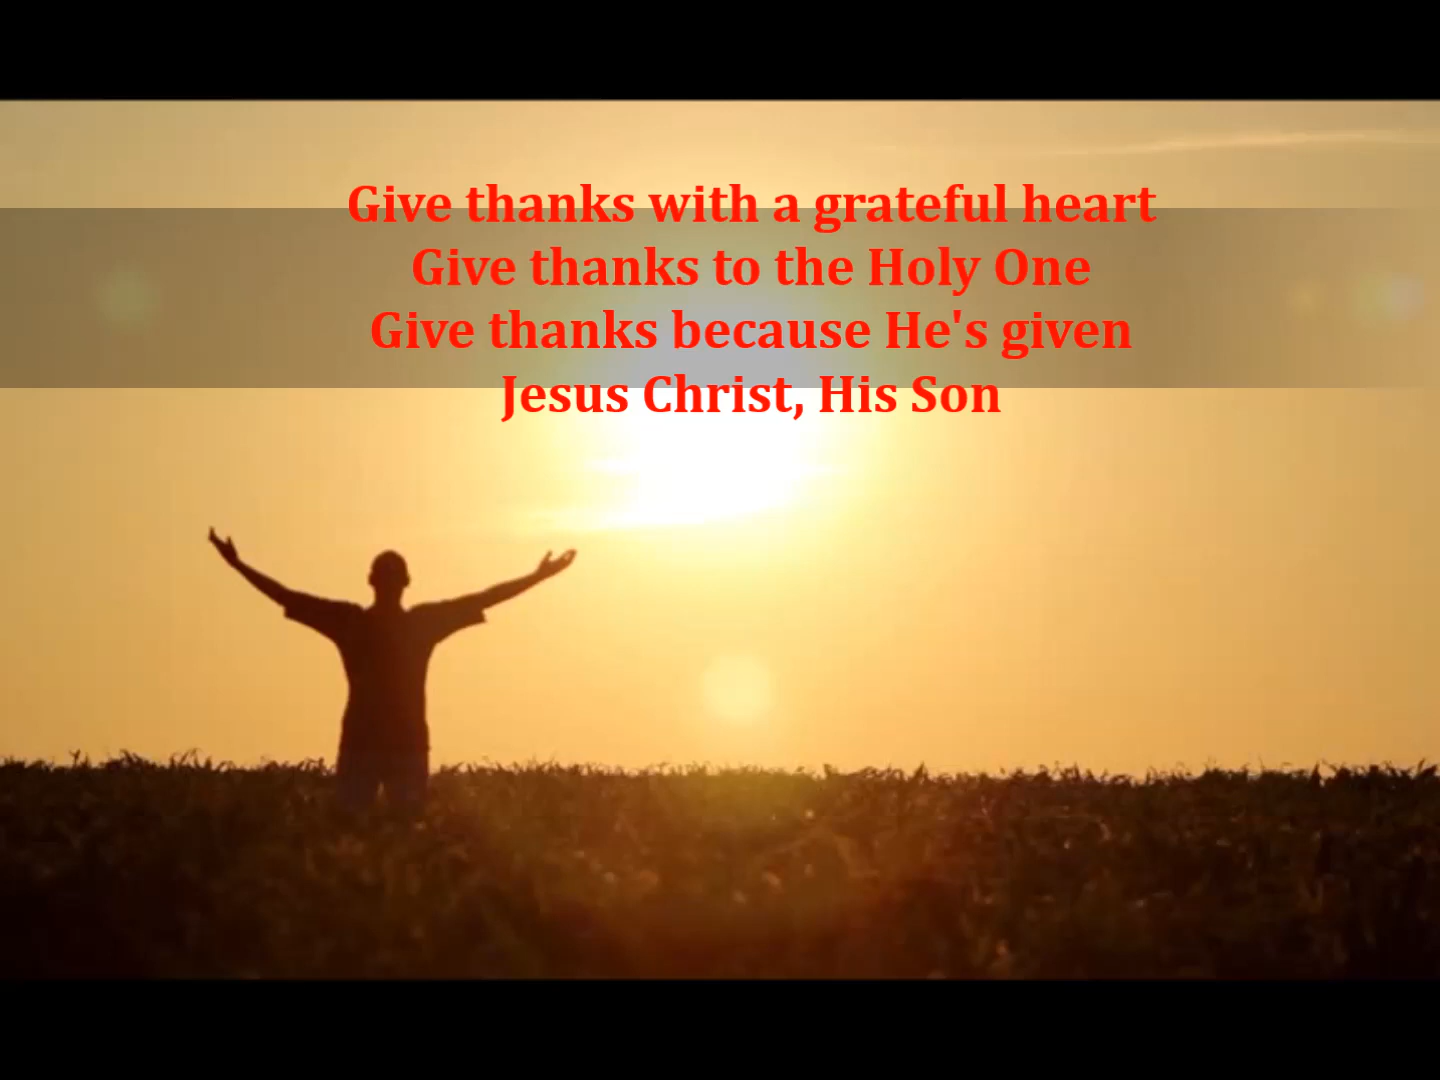 Give thanks with a grateful heart
Give thanks to the Holy One
Give thanks because He's given
Jesus Christ, His Son